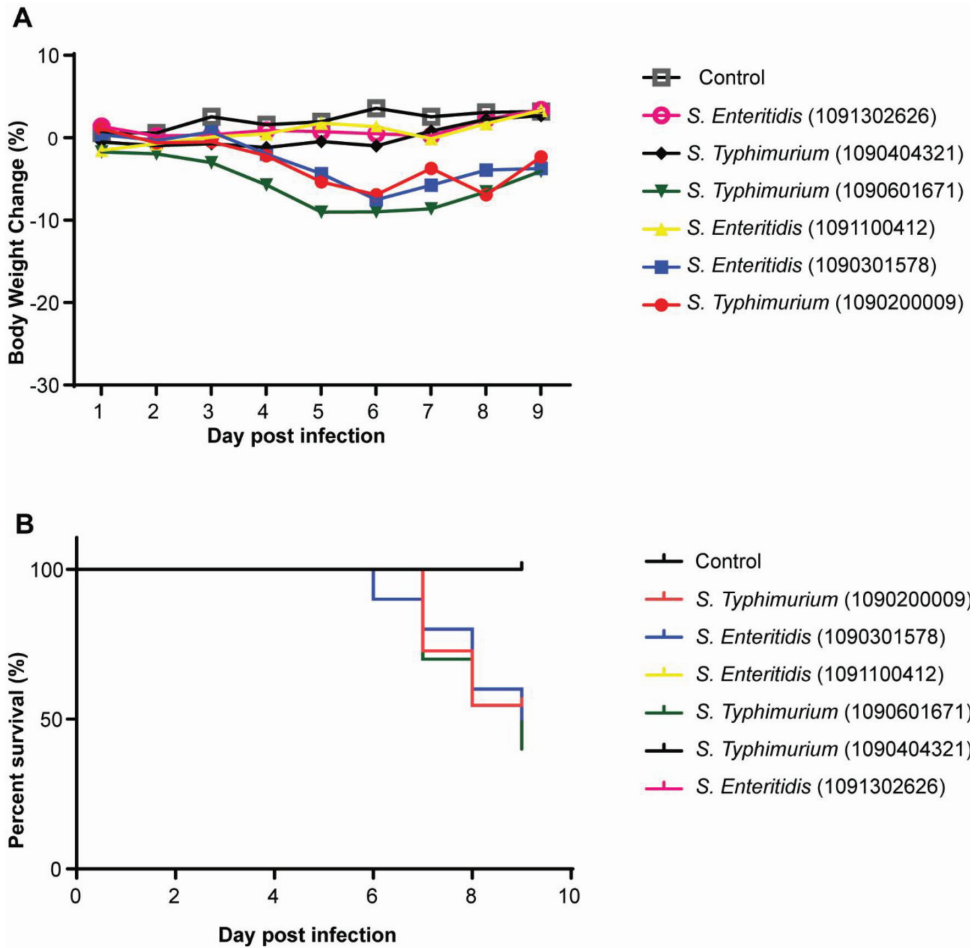 A
10
0
-10
-20
-30
Body Weight Change (%)
1 2 3 4 5 6 7 8 9
Day post infection
Control
S. Enteritidis (1091302626)
S. Typhimurium (1090404321)
S. Typhimurium (1090601671)
S. Enteritidis (1091100412)
S. Enteritidis (1090301578)
S. Typhimurium (1090200009)
B
100
50
0
Percent survival (%)
0 2 4 6 8 10
Day post infection
Control
S. Typhimurium (1090200009)
S. Enteritidis (1090301578)
S. Enteritidis (1091100412)
S. Typhimurium (1090601671)
S. Typhimurium (1090404321)
S. Enteritidis (1091302626)